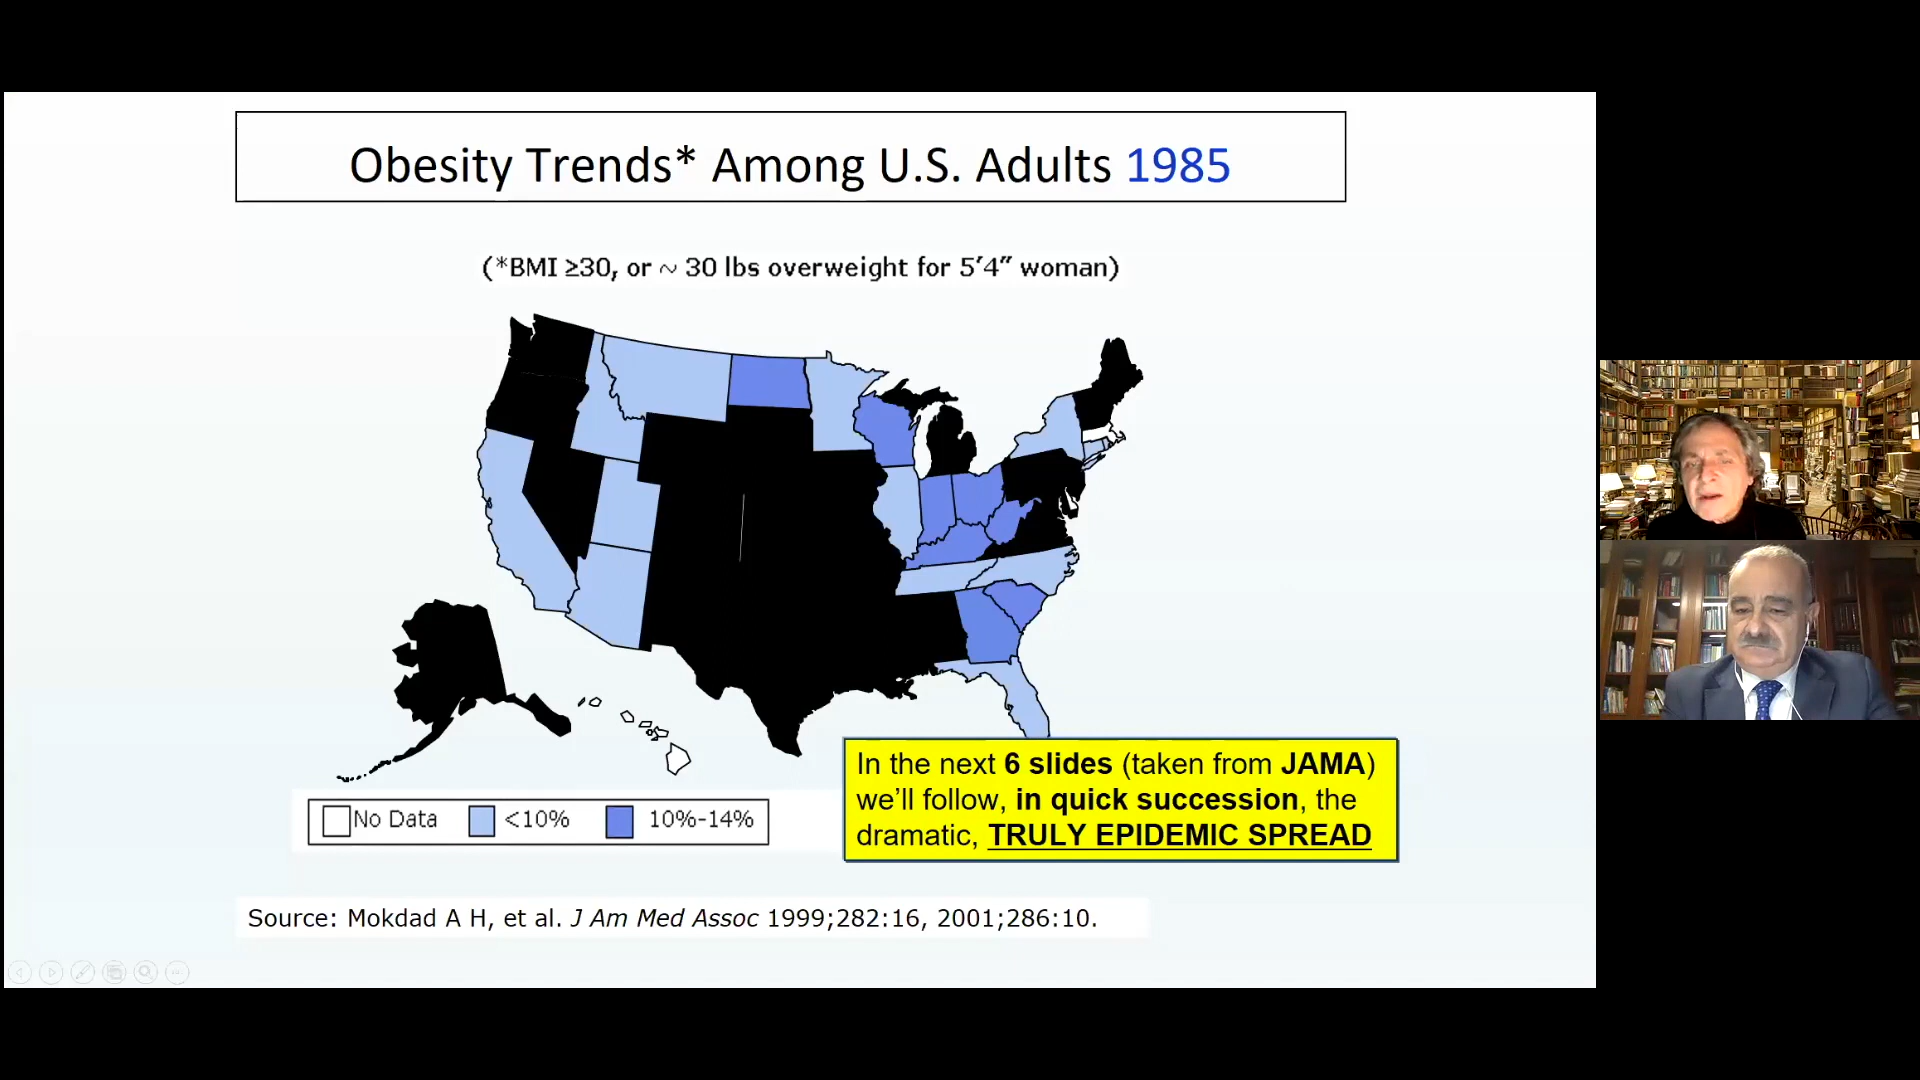 Obesity Trends* Among U.S. Adults 1985
(*BMI ≥30, or ~ 30 lbs overweight for 5’4” woman)
No Data <10% 10%-14%
In the next 6 slides (taken from JAMA)
we’ll follow, in quick succession, the
dramatic, TRULY EPIDEMIC SPREAD
Source: Mokdad A H, et al. J Am Med Assoc 1999;282:16, 2001;286:10.